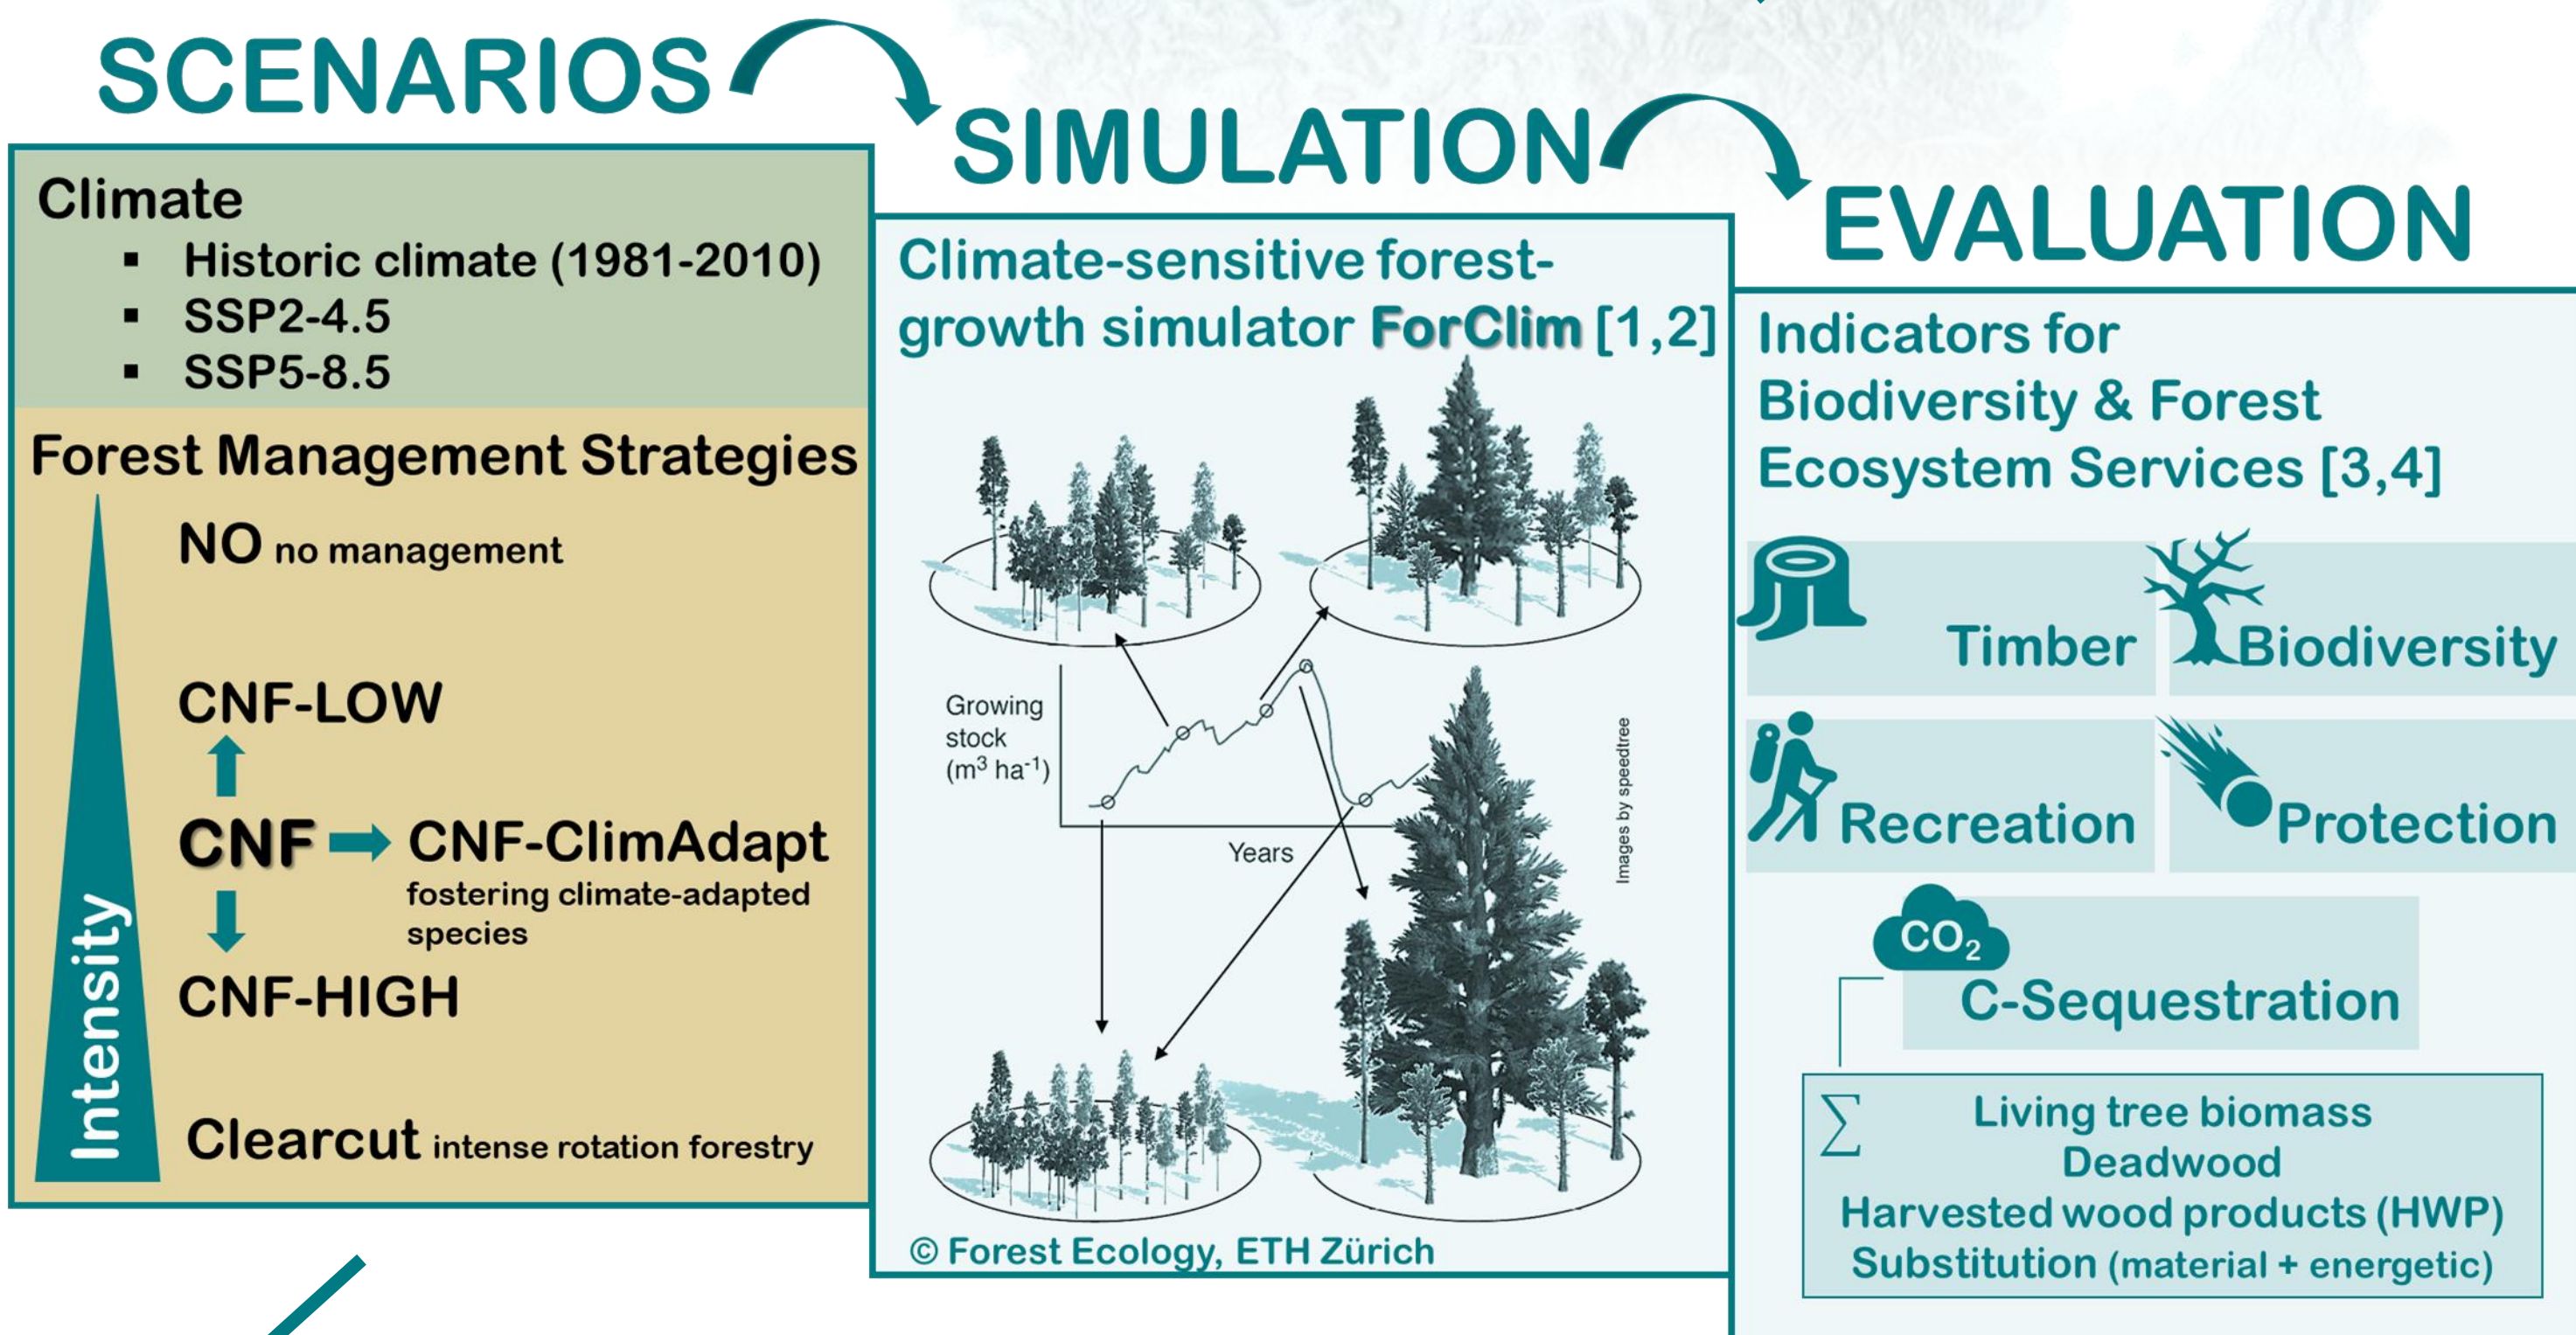 SCENARIOS
Climate
▪ Historic climate (1981-2010)
▪ SSP2-4.5
▪ SSP5-8.5
Forest Management Strategies
NO no management
CNF-LOW
CNF
CNF-ClimAdapt
fostering climate-adapted
species
CNF-HIGH
Clearcut intense rotation forestry
Intensity
SIMULATION
Climate-sensitive forest-
growth simulator ForClim [1,2]
Growing
stock
(m³ ha⁻¹)
Years
Images by speedtree
© Forest Ecology, ETH Zürich
EVALUATION
Indicators for
Biodiversity & Forest
Ecosystem Services [3,4]
Timber
Biodiversity
Recreation
Protection
CO₂
C-Sequestration
∑
Living tree biomass
Deadwood
Harvested wood products (HWP)
Substitution (material + energetic)